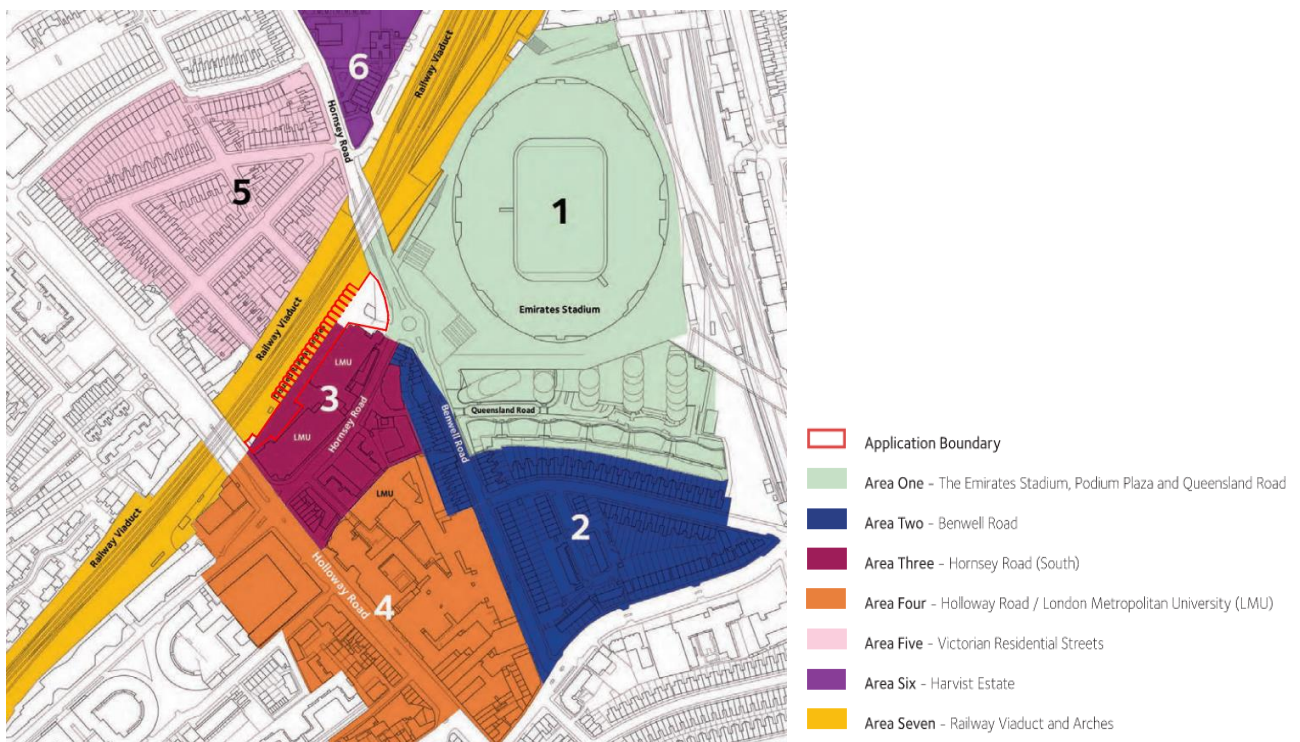 6
Railway Viaduct
Hornsey Road
5
1
Emirates Stadium
Railway Viaduct
LMU
3
Hornsey Road
LMU
Queensland Road
Benwell Road
LMU
2
Railway Viaduct
Holloway Road
4
Application Boundary
Area One – The Emirates Stadium, Podium Plaza and Queensland Road
Area Two – Benwell Road
Area Three – Hornsey Road (South)
Area Four – Holloway Road / London Metropolitan University (LMU)
Area Five – Victorian Residential Streets
Area Six – Harvist Estate
Area Seven – Railway Viaduct and Arches